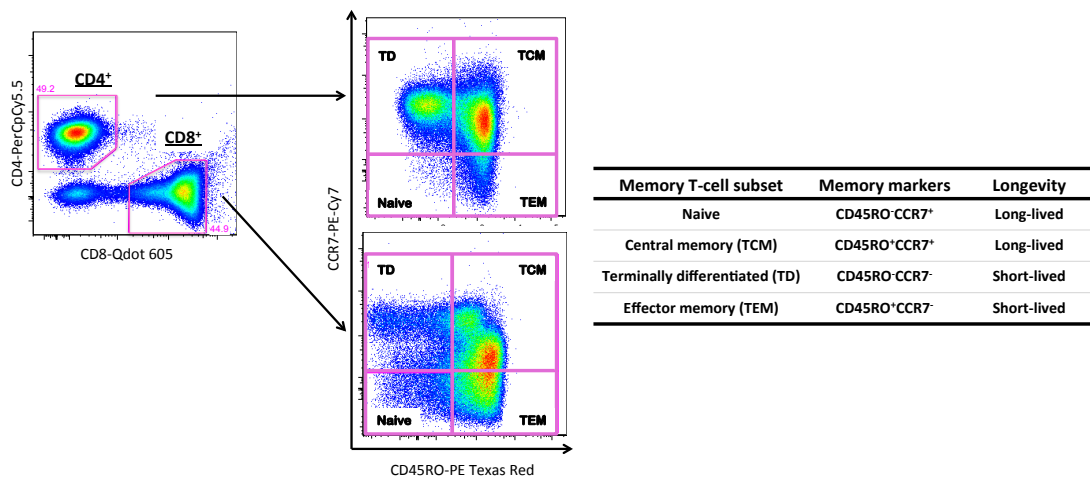 CD4+
49.2
CD8+
44.9
CD4-PerCpCy5.5
CD8-Qdot 605
TD
TCM
Naive
TEM
TD
TCM
Naive
TEM
CCR7-PE-Cy7
CD45RO-PE Texas Red
Memory T-cell subset Memory markers Longevity
Naive CD45RO-CCR7+ Long-lived
Central memory (TCM) CD45RO+CCR7+ Long-lived
Terminally differentiated (TD) CD45RO-CCR7- Short-lived
Effector memory (TEM) CD45RO+CCR7- Short-lived